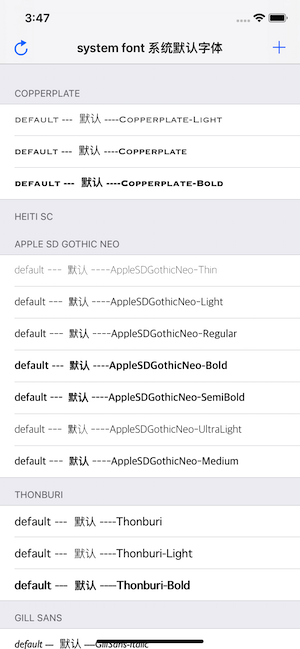 3:47
system font 系统默认字体
COPPERPLATE
DEFAULT --- 默认 ----COPPERPLATE-LIGHT
DEFAULT --- 默认 ----COPPERPLATE
DEFAULT --- 默认 ----COPPERPLATE-BOLD
HEITI SC
APPLE SD GOTHIC NEO
default --- 默认 ----AppleSDGothicNeo-Thin
default --- 默认 ----AppleSDGothicNeo-Light
default --- 默认 ----AppleSDGothicNeo-Regular
default --- 默认 ----AppleSDGothicNeo-Bold
default --- 默认 ----AppleSDGothicNeo-SemiBold
default --- 默认 ----AppleSDGothicNeo-UltraLight
default --- 默认 ----AppleSDGothicNeo-Medium
THONBURI
default --- 默认 ----Thonburi
default --- 默认 ----Thonburi-Light
default --- 默认 ----Thonburi-Bold
GILL SANS
default --- 默认 ----GillSans-Italic